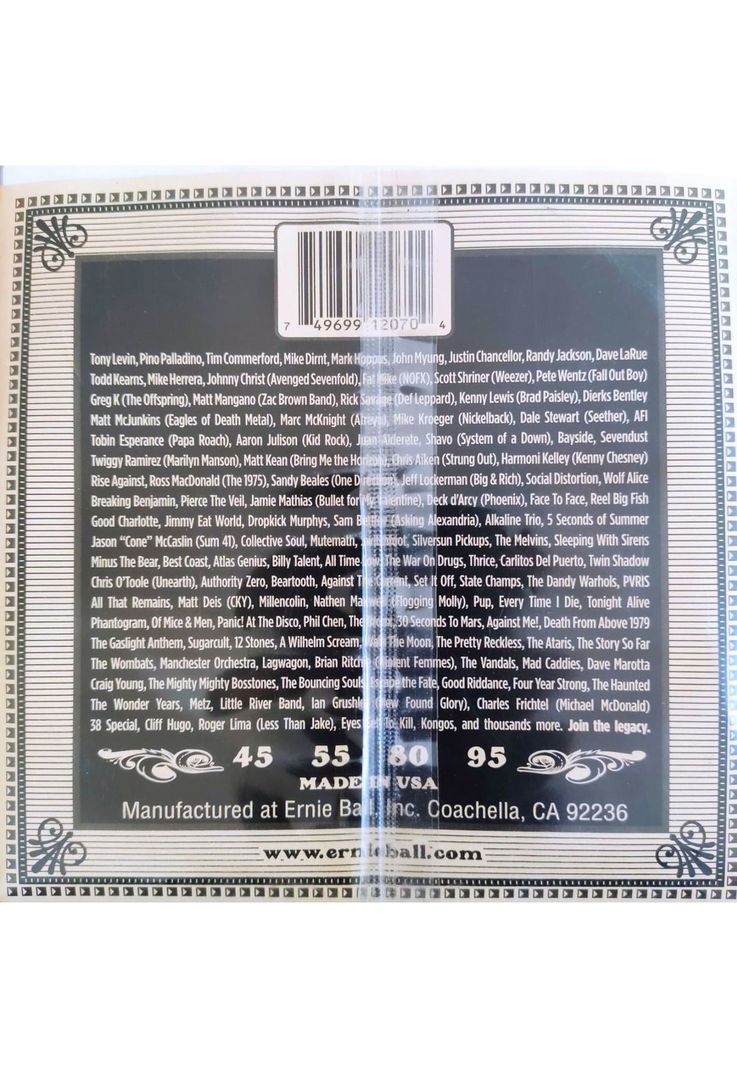 7 49699 12070 4
Tony Levin, Pino Palladino, Tim Commerford, Mike Dirnt, Mark Hoppus, John Myung, Justin Chancellor, Randy Jackson, Dave LaRue
Todd Kearns, Mike Herrera, Johnny Christ (Avenged Sevenfold), Fat Mike (NOFX), Scott Shriner (Weezer), Pete Wentz (Fall Out Boy)
Greg K (The Offspring), Matt Mangano (Zac Brown Band), Rick Savage (Def Leppard), Kenny Lewis (Brad Paisley), Dierks Bentley
Matt McJunkins (Eagles of Death Metal), Marc McKnight (Atreyu), Mike Kroeger (Nickelback), Dale Stewart (Seether), AFI
Tobin Esperance (Papa Roach), Aaron Julison (Kid Rock), Juan Alderete, Shavo (System of a Down), Bayside, Sevendust
Twiggy Ramirez (Marilyn Manson), Matt Kean (Bring Me the Horizon), Chris Aiken (Strung Out), Harmoni Kelley (Kenny Chesney)
Rise Against, Ross MacDonald (The 1975), Sandy Beales (One Direction), Jeff Lockerman (Big & Rich), Social Distortion, Wolf Alice
Breaking Benjamin, Pierce The Veil, Jamie Mathias (Bullet for My Valentine), Deck d'Arcy (Phoenix), Face To Face, Reel Big Fish
Good Charlotte, Jimmy Eat World, Dropkick Murphys, Sam Bettley (Asking Alexandria), Alkaline Trio, 5 Seconds of Summer
Jason "Cone" McCaslin (Sum 41), Collective Soul, Mutemath, Switchfoot, Silversun Pickups, The Melvins, Sleeping With Sirens
Minus The Bear, Best Coast, Atlas Genius, Billy Talent, All Time Low, The War On Drugs, Thrice, Carlitos Del Puerto, Twin Shadow
Chris O'Toole (Unearth), Authority Zero, Beartooth, Against The Current, Set It Off, State Champs, The Dandy Warhols, PVRIS
All That Remains, Matt Deis (CKY), Millencolin, Nathen Maxwell (Flogging Molly), Pup, Every Time I Die, Tonight Alive
Phantogram, Of Mice & Men, Panic! At The Disco, Phil Chen, The Bronx, 30 Seconds To Mars, Against Me!, Death From Above 1979
The Gaslight Anthem, Sugarcult, 12 Stones, A Wilhelm Scream, Walk The Moon, The Pretty Reckless, The Ataris, The Story So Far
The Wombats, Manchester Orchestra, Lagwagon, Brian Ritchie (Violent Femmes), The Vandals, Mad Caddies, Dave Marotta
Craig Young, The Mighty Mighty Bosstones, The Bouncing Souls, Escape the Fate, Good Riddance, Four Year Strong, The Haunted
The Wonder Years, Metz, Little River Band, Ian Grushka (New Found Glory), Charles Frichtel (Michael McDonald)
38 Special, Cliff Hugo, Roger Lima (Less Than Jake), Eyes Set To Kill, Kongos, and thousands more. Join the legacy.
45 55 80 95
MADE IN USA
Manufactured at Ernie Ball, Inc. Coachella, CA 92236
www.ernieball.com